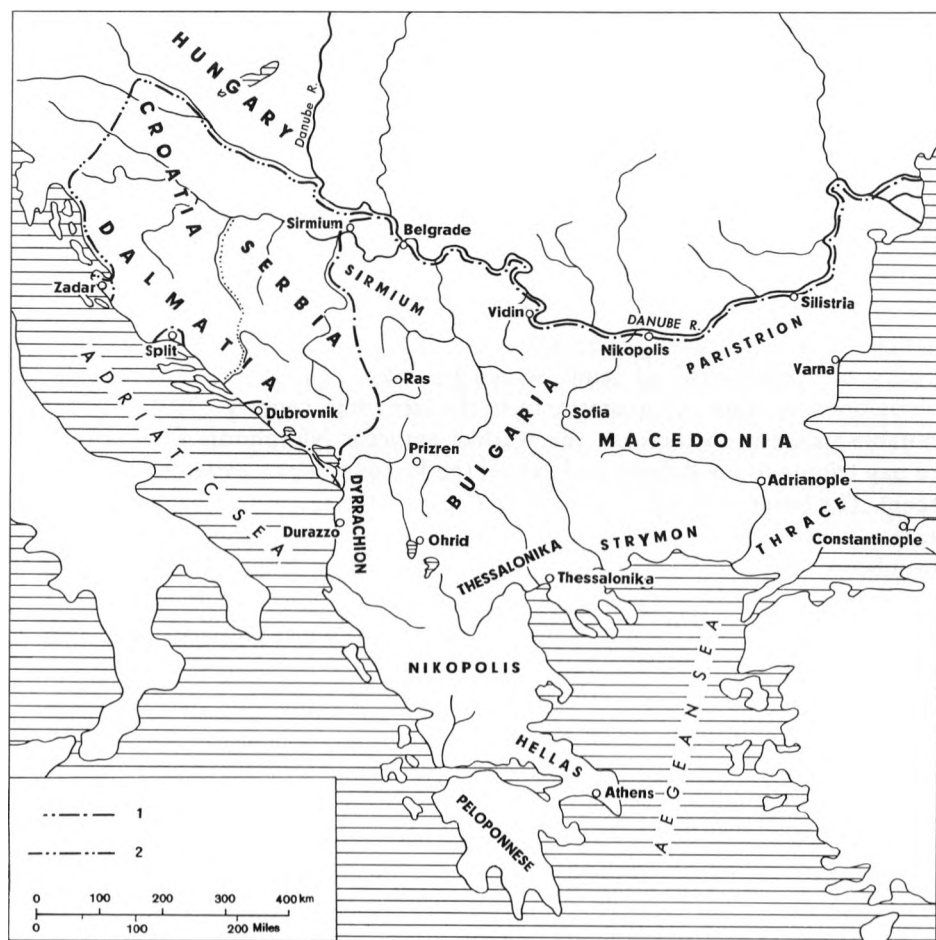 HUNGARY
Danube R.
CROATIA
DALMATIA
SERBIA
Sirmium
Belgrade
SIRMIUM
Zadar
Vidin
DANUBE R.
Silistria
Nikopolis
PARISTRION
Split
Varna
ADRIATIC SEA
Ras
BULGARIA
Dubrovnik
Sofia
MACEDONIA
Prizren
Adrianople
DYRRACHION
Durazzo
Ohrid
STRYMON
THRACE
Constantinople
THESSALONIKA
Thessalonika
AEGEAN SEA
NIKOPOLIS
HELLAS
Athens
PELOPONNESE
1
2
0 100 200 300 400 km
0 100 200 Miles